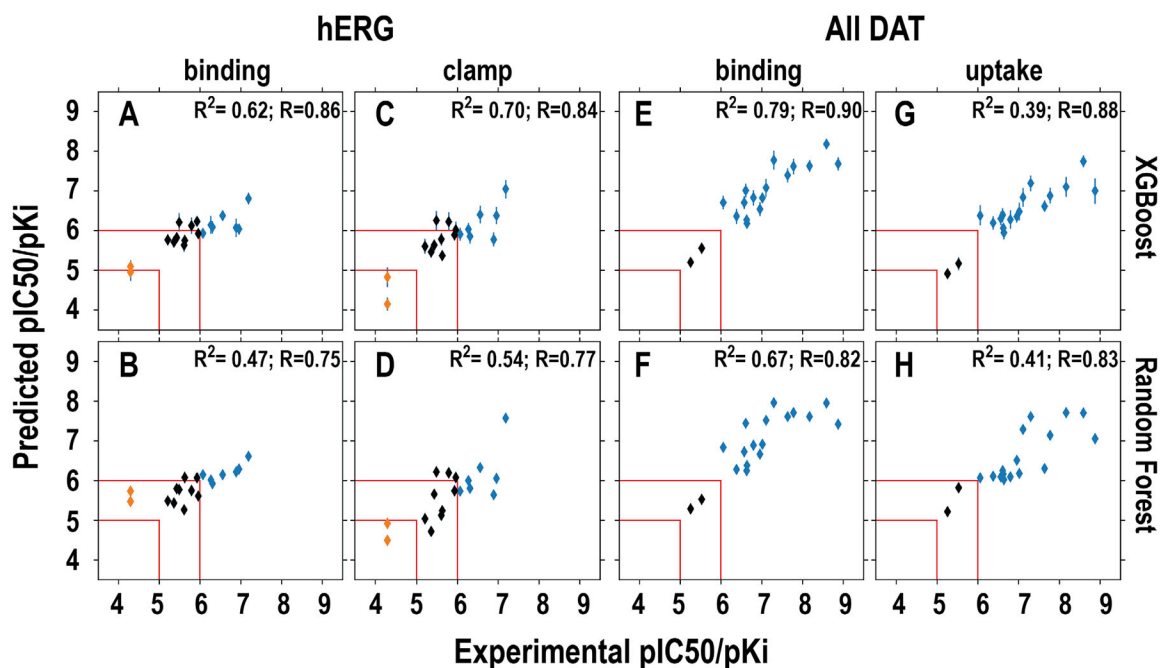 hERG All DAT
binding clamp binding uptake
A R²= 0.62; R=0.86
C R²= 0.70; R=0.84
E R²= 0.79; R=0.90
G R²= 0.39; R=0.88
9
8
7
6
5
4
XGBoost
B R²= 0.47; R=0.75
D R²= 0.54; R=0.77
F R²= 0.67; R=0.82
H R²= 0.41; R=0.83
9
8
7
6
5
4
Random Forest
Predicted pIC50/pKi
4 5 6 7 8 9 4 5 6 7 8 9 4 5 6 7 8 9 4 5 6 7 8 9
Experimental pIC50/pKi